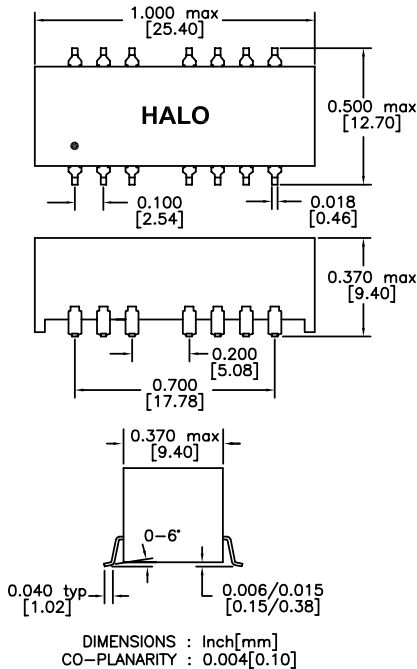 1.000 max
[25.40]
HALO
0.500 max
[12.70]
0.100
[2.54]
0.018
[0.46]
0.370 max
[9.40]
0.200
[5.08]
0.700
[17.78]
0.370 max
[9.40]
0-6°
0.040 typ
[1.02]
0.006/0.015
[0.15/0.38]
DIMENSIONS : Inch[mm]
CO-PLANARITY : 0.004[0.10]